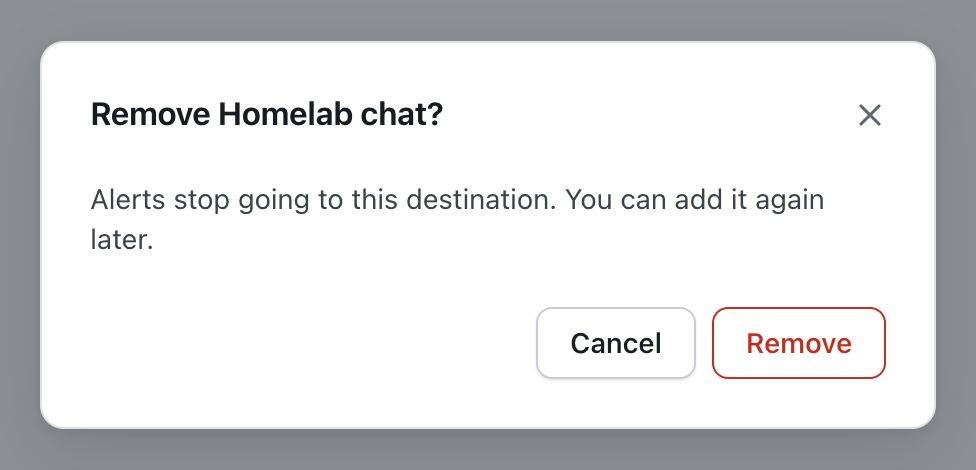 Remove Homelab chat?
Alerts stop going to this destination. You can add it again
later.
Cancel
Remove